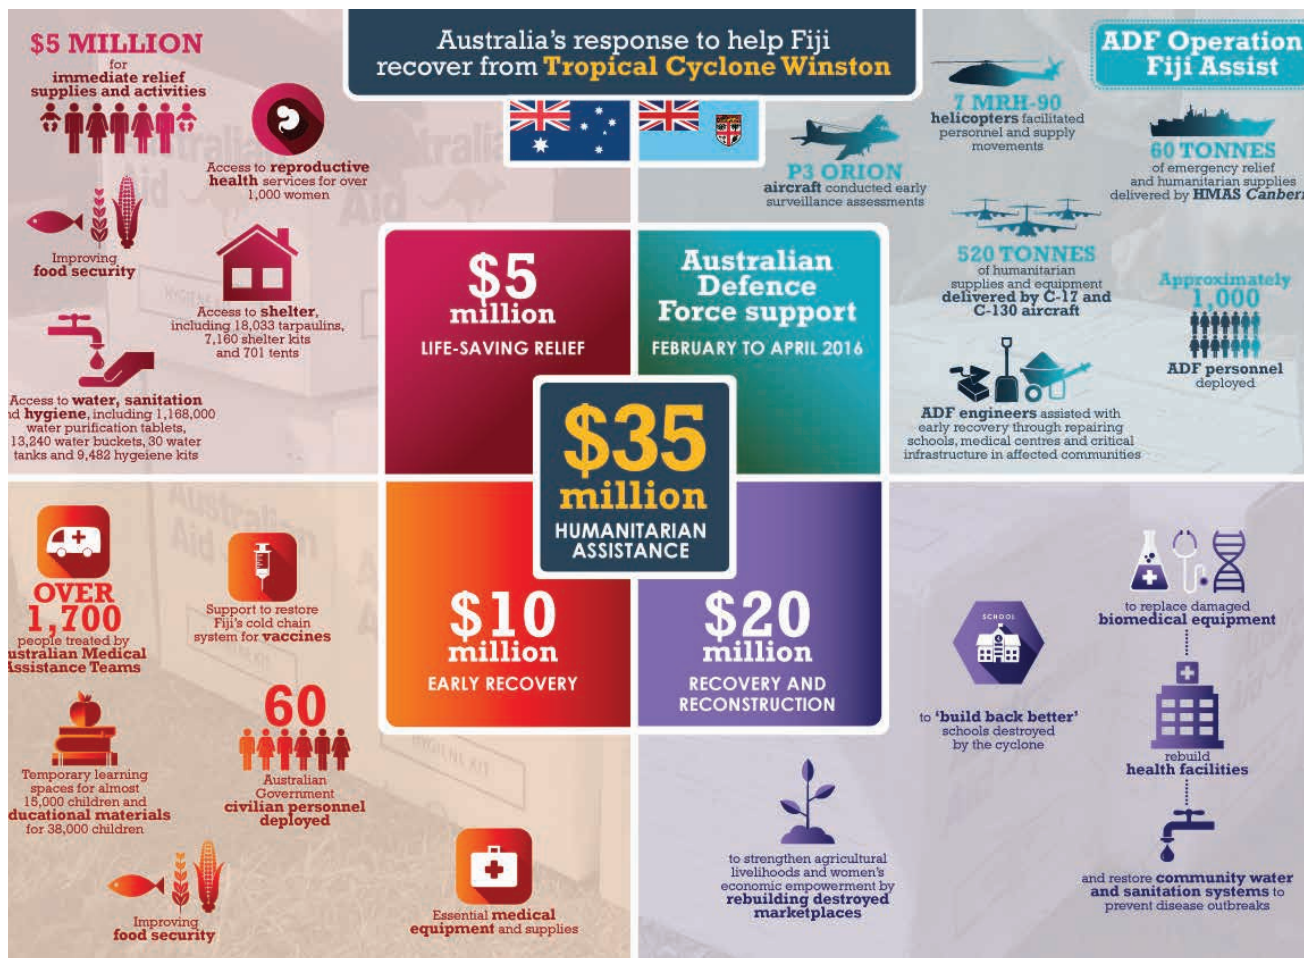 Australia's response to help Fiji
recover from Tropical Cyclone Winston
$5 MILLION
for
immediate relief
supplies and activities
Access to reproductive
health services for over
1,000 women
Improving
food security
Access to shelter,
including 18,033 tarpaulins,
7,160 shelter kits
and 701 tents
Access to water, sanitation
nd hygiene, including 1,168,000
water purification tablets,
13,240 water buckets, 30 water
tanks and 9,482 hygeiene kits
ADF Operation
Fiji Assist
7 MRH-90
helicopters facilitated
personnel and supply
movements
P3 ORION
aircraft conducted early
surveillance assessments
60 TONNES
of emergency relief
and humanitarian supplies
delivered by HMAS Canberr
520 TONNES
of humanitarian
supplies and equipment
delivered by C-17 and
C-130 aircraft
Approximately
1,000
ADF personnel
deployed
ADF engineers assisted with
early recovery through repairing
schools, medical centres and critical
infrastructure in affected communities
$5
million
LIFE-SAVING RELIEF
Australian
Defence
Force support
FEBRUARY TO APRIL 2016
$35
million
HUMANITARIAN
ASSISTANCE
$10
million
EARLY RECOVERY
$20
million
RECOVERY AND
RECONSTRUCTION
OVER
1,700
people treated by
ustralian Medical
Assistance Teams
Support to restore
Fiji's cold chain
system for vaccines
Temporary learning
spaces for almost
15,000 children and
ducational materials
for 38,000 children
60
Australian
Government
civilian personnel
deployed
Improving
food security
Essential medical
equipment and supplies
SCHOOL
to 'build back better'
schools destroyed
by the cyclone
to replace damaged
biomedical equipment
rebuild
health facilities
and restore community water
and sanitation systems to
prevent disease outbreaks
to strengthen agricultural
livelihoods and women's
economic empowerment by
rebuilding destroyed
marketplaces
Australian
Aid
HYGIENE KIT